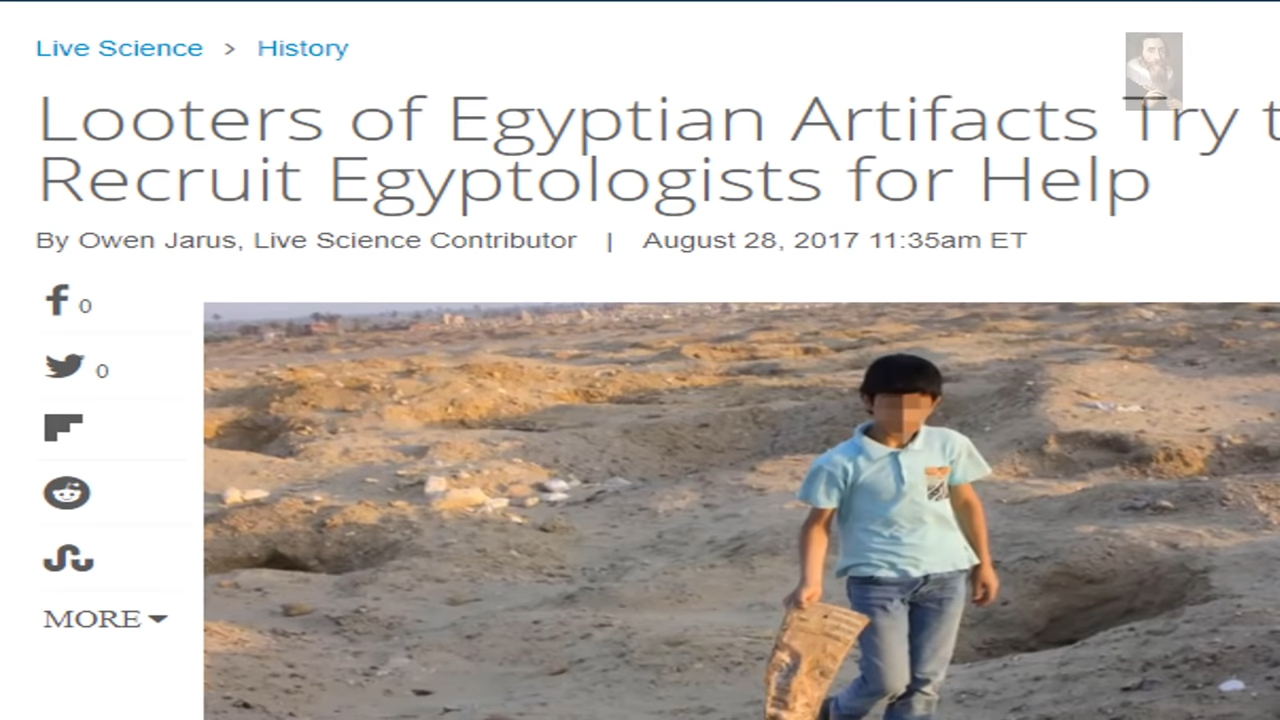 Live Science > History
Looters of Egyptian Artifacts Try t
Recruit Egyptologists for Help
By Owen Jarus, Live Science Contributor | August 28, 2017 11:35am ET
0
0
MORE